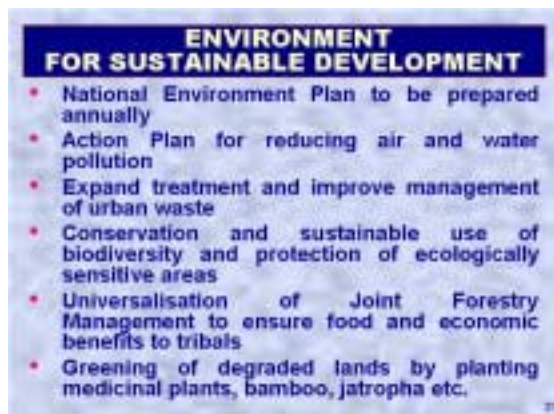 ENVIRONMENT
FOR SUSTAINABLE DEVELOPMENT
• National Environment Plan to be prepared
annually
• Action Plan for reducing air and water
pollution
• Expand treatment and improve management
of urban waste
• Conservation and sustainable use of
biodiversity and protection of ecologically
sensitive areas
• Universalisation of Joint Forestry
Management to ensure food and economic
benefits to tribals
• Greening of degraded lands by planting
medicinal plants, bamboo, jatropha etc.